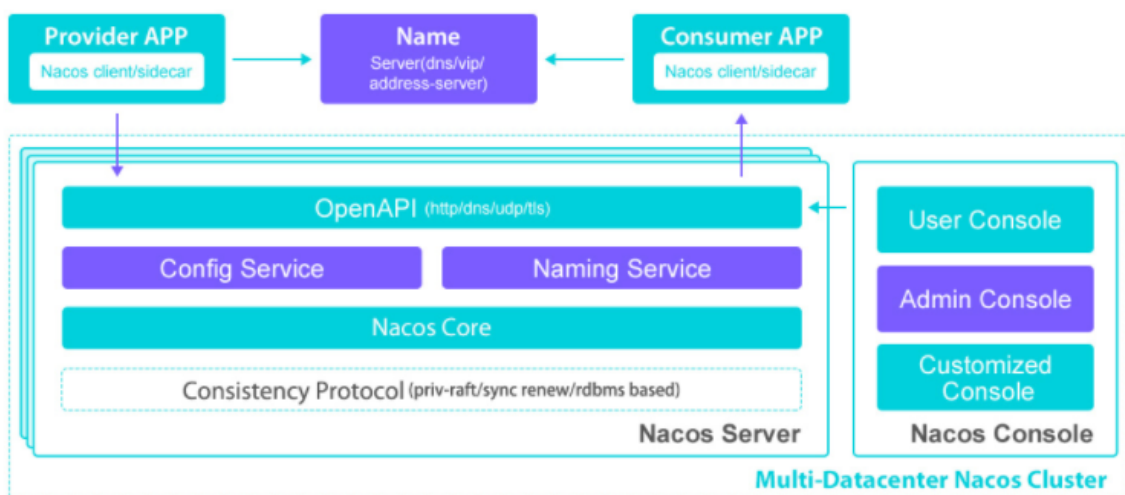 Provider APP
Nacos client/sidecar
Name
Server(dns/vip/
address-server)
Consumer APP
Nacos client/sidecar
OpenAPI (http/dns/udp/tls)
Config Service
Naming Service
Nacos Core
Consistency Protocol (priv-raft/sync renew/rdbms based)
Nacos Server
User Console
Admin Console
Customized
Console
Nacos Console
Multi-Datacenter Nacos Cluster